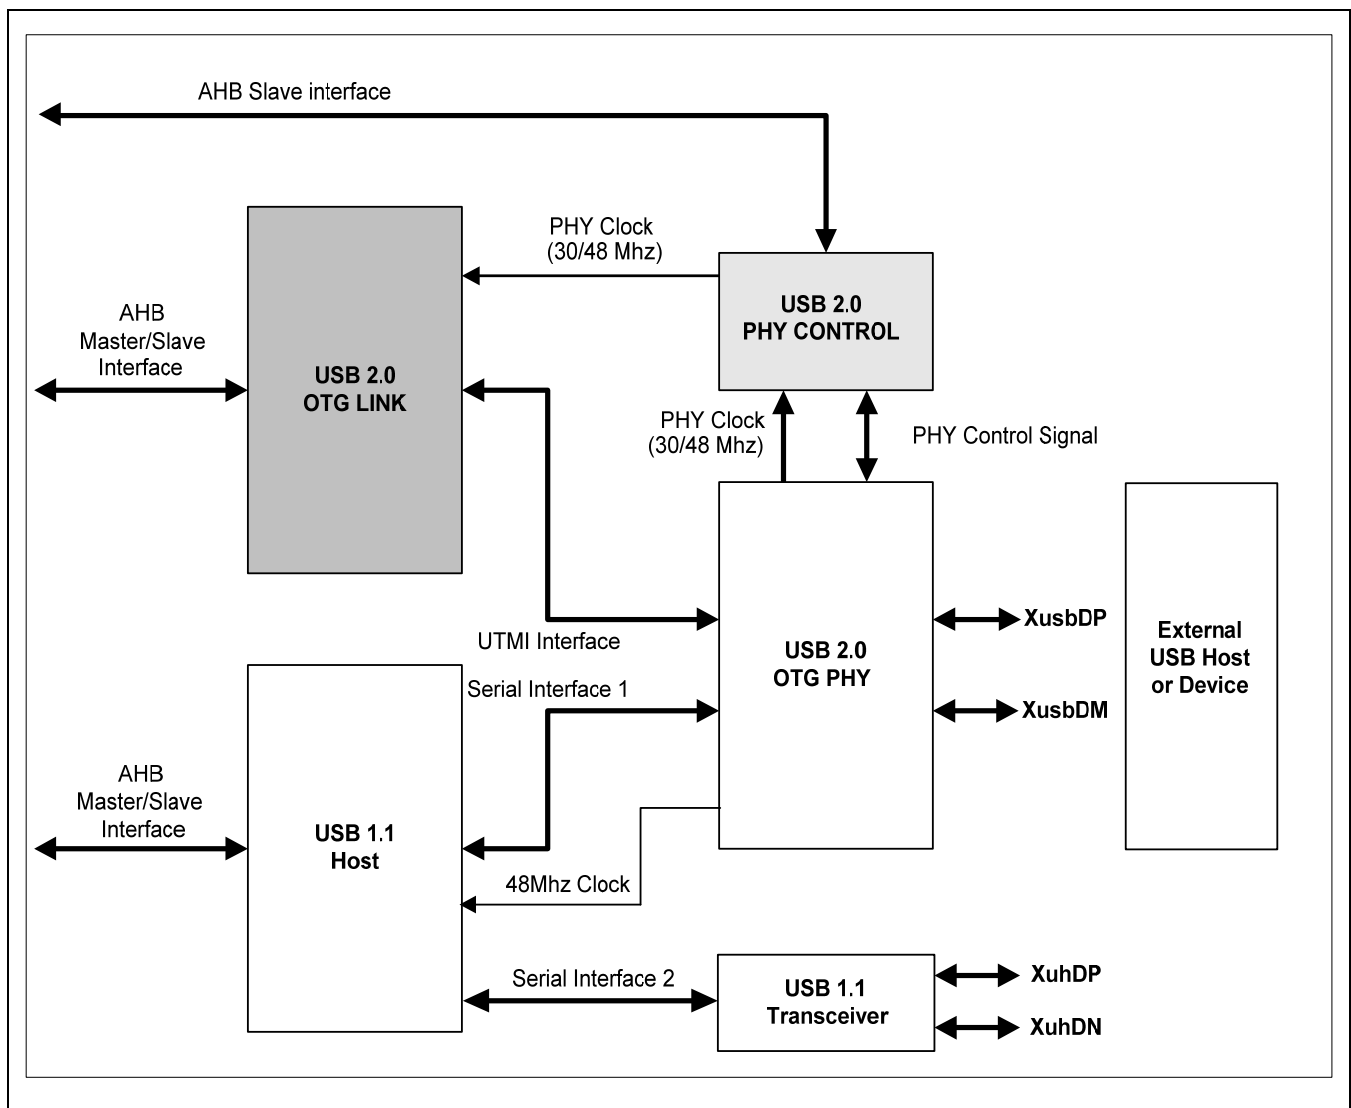 AHB Slave interface
PHY Clock
(30/48 Mhz)
USB 2.0
PHY CONTROL
AHB
Master/Slave
Interface
USB 2.0
OTG LINK
PHY Clock
(30/48 Mhz)
PHY Control Signal
UTMI Interface
USB 2.0
OTG PHY
XusbDP
XusbDM
External
USB Host
or Device
Serial Interface 1
AHB
Master/Slave
Interface
USB 1.1
Host
48Mhz Clock
Serial Interface 2
USB 1.1
Transceiver
XuhDP
XuhDN